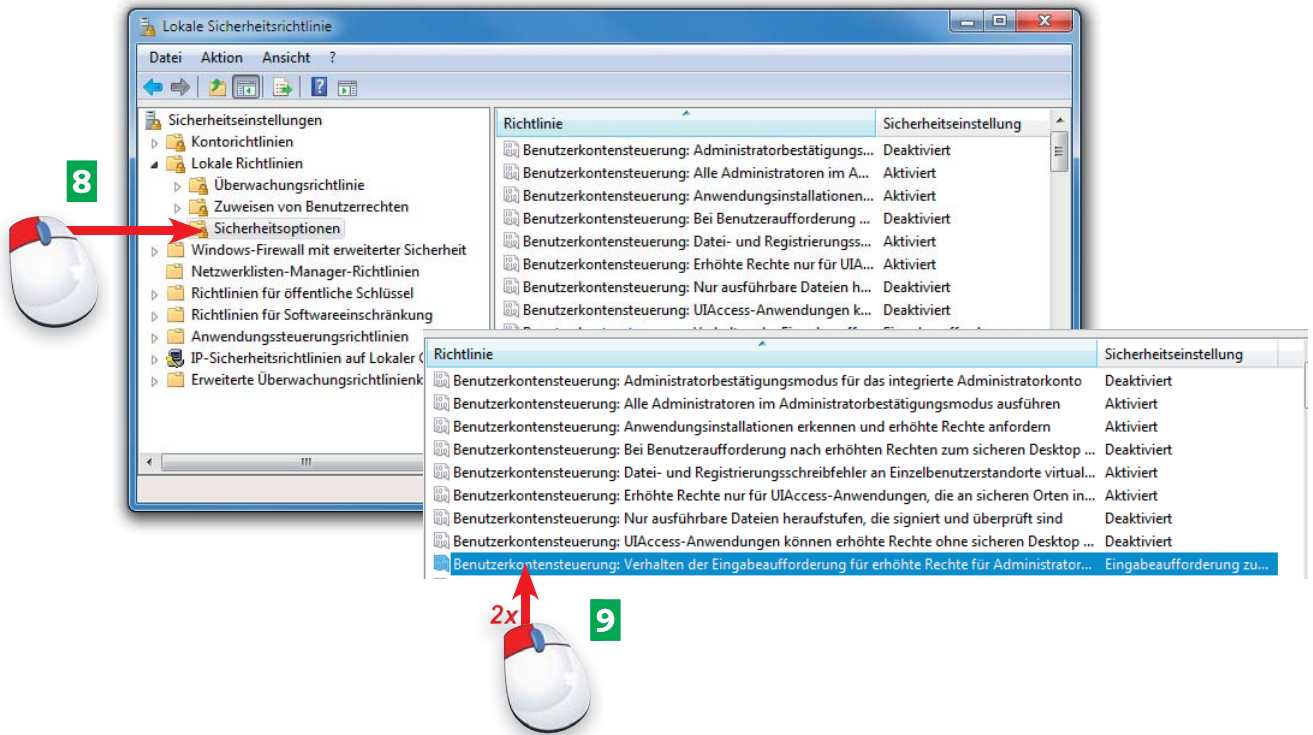 Lokale Sicherheitsrichtlinie
Datei Aktion Ansicht ?
Sicherheitseinstellungen
Kontorichtlinien
Lokale Richtlinien
Überwachungsrichtlinie
Zuweisen von Benutzerrechten
Sicherheitsoptionen
Windows-Firewall mit erweiterter Sicherheit
Netzwerklisten-Manager-Richtlinien
Richtlinien für öffentliche Schlüssel
Richtlinien für Softwareeinschränkung
Anwendungssteuerungsrichtlinien
IP-Sicherheitsrichtlinien auf Lokaler
Erweiterte Überwachungsrichtlinienk
8
Richtlinie Sicherheitseinstellung
Benutzerkontensteuerung: Administratorbestätigungs... Deaktiviert
Benutzerkontensteuerung: Alle Administratoren im A... Aktiviert
Benutzerkontensteuerung: Anwendungsinstallationen... Aktiviert
Benutzerkontensteuerung: Bei Benutzeraufforderung ... Deaktiviert
Benutzerkontensteuerung: Datei- und Registrierungss... Aktiviert
Benutzerkontensteuerung: Erhöhte Rechte nur für UIA... Aktiviert
Benutzerkontensteuerung: Nur ausführbare Dateien h... Deaktiviert
Benutzerkontensteuerung: UIAccess-Anwendungen k... Deaktiviert
Richtlinie Sicherheitseinstellung
Benutzerkontensteuerung: Administratorbestätigungsmodus für das integrierte Administratorkonto Deaktiviert
Benutzerkontensteuerung: Alle Administratoren im Administratorbestätigungsmodus ausführen Aktiviert
Benutzerkontensteuerung: Anwendungsinstallationen erkennen und erhöhte Rechte anfordern Aktiviert
Benutzerkontensteuerung: Bei Benutzeraufforderung nach erhöhten Rechten zum sicheren Desktop ... Deaktiviert
Benutzerkontensteuerung: Datei- und Registrierungsschreibfehler an Einzelbenutzerstandorte virtual... Aktiviert
Benutzerkontensteuerung: Erhöhte Rechte nur für UIAccess-Anwendungen, die an sicheren Orten in... Aktiviert
Benutzerkontensteuerung: Nur ausführbare Dateien heraufstufen, die signiert und überprüft sind Deaktiviert
Benutzerkontensteuerung: UIAccess-Anwendungen können erhöhte Rechte ohne sicheren Desktop ... Deaktiviert
Benutzerkontensteuerung: Verhalten der Eingabeaufforderung für erhöhte Rechte für Administrator... Eingabeaufforderung zu...
2x
9